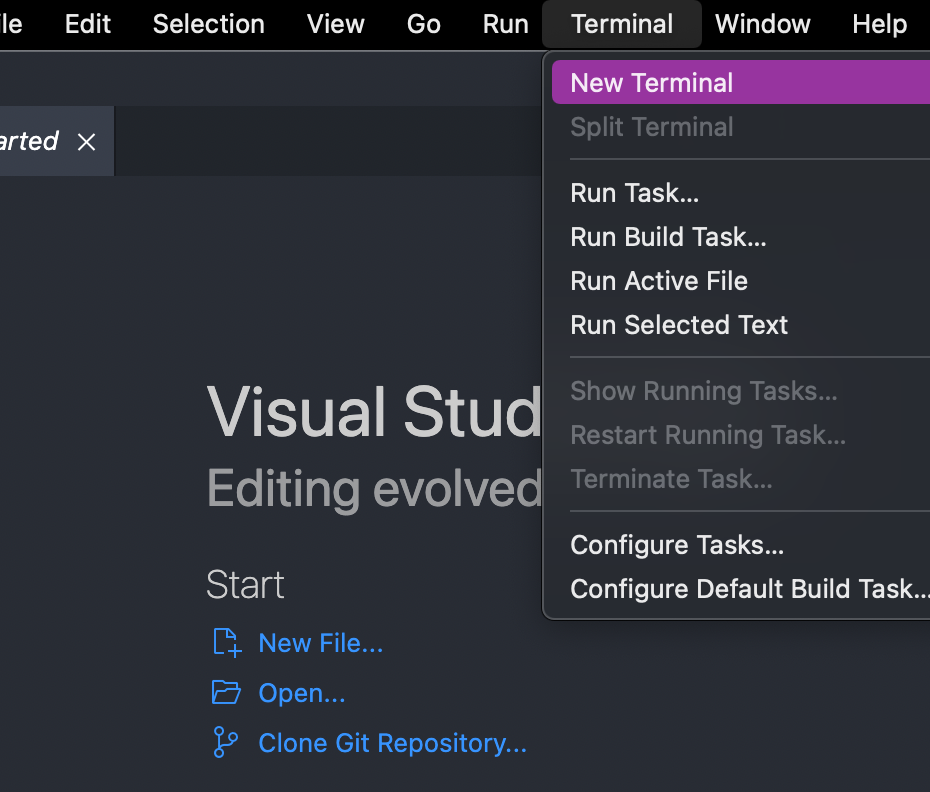 le Edit Selection View Go Run Terminal Window Help
arted
New Terminal
Split Terminal
Run Task...
Run Build Task...
Run Active File
Run Selected Text
Show Running Tasks...
Restart Running Task...
Terminate Task...
Configure Tasks...
Configure Default Build Task...
Visual Stud
Editing evolved
Start
New File...
Open...
Clone Git Repository...